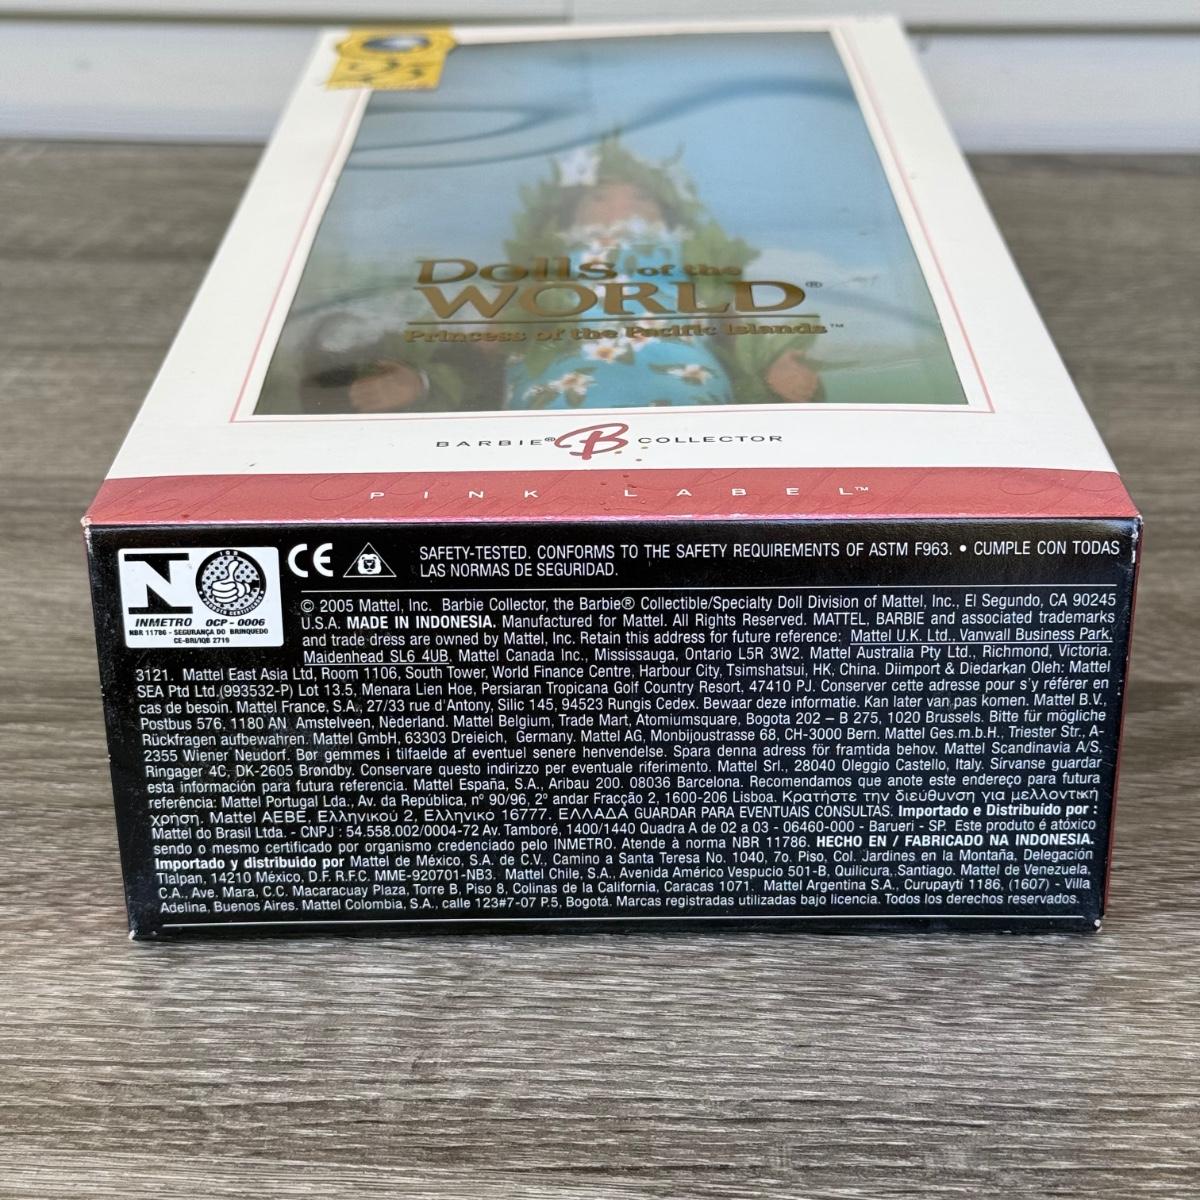 Dolls of the
WORLD®
Princess of the Pacific Islands™
BARBIE® B COLLECTOR
PINK LABEL™
N
INMETRO OCP - 0006
NBR 11786 - SEGURANÇA DO BRINQUEDO
CE-BRI/IQB 2719
CE
SAFETY-TESTED. CONFORMS TO THE SAFETY REQUIREMENTS OF ASTM F963. • CUMPLE CON TODAS
LAS NORMAS DE SEGURIDAD.
© 2005 Mattel, Inc. Barbie Collector, the Barbie® Collectible/Specialty Doll Division of Mattel, Inc., El Segundo, CA 90245
U.S.A. MADE IN INDONESIA. Manufactured for Mattel. All Rights Reserved. MATTEL, BARBIE and associated trademarks
and trade dress are owned by Mattel, Inc. Retain this address for future reference: Mattel U.K. Ltd., Vanwall Business Park,
Maidenhead SL6 4UB. Mattel Canada Inc., Mississauga, Ontario L5R 3W2. Mattel Australia Pty Ltd., Richmond, Victoria.
3121. Mattel East Asia Ltd, Room 1106, South Tower, World Finance Centre, Harbour City, Tsimshatsui, HK, China. Diimport & Diedarkan Oleh: Mattel
SEA Ptd Ltd.(993532-P) Lot 13.5, Menara Lien Hoe, Persiaran Tropicana Golf Country Resort, 47410 PJ. Conserver cette adresse pour s'y référer en
cas de besoin. Mattel France, S.A., 27/33 rue d'Antony, Silic 145, 94523 Rungis Cedex. Bewaar deze informatie. Kan later van pas komen. Mattel B.V.,
Postbus 576, 1180 AN Amstelveen, Nederland. Mattel Belgium, Trade Mart, Atomiumsquare, Bogota 202 – B 275, 1020 Brussels. Bitte für mögliche
Rückfragen aufbewahren. Mattel GmbH, 63303 Dreieich, Germany. Mattel AG, Monbijoustrasse 68, CH-3000 Bern. Mattel Ges.m.b.H., Triester Str., A-
2355 Wiener Neudorf. Bør gemmes i tilfaelde af eventuel senere henvendelse. Spara denna adress för framtida behov. Mattel Scandinavia A/S,
Ringager 4C, DK-2605 Brøndby. Conservare questo indirizzo per eventuale riferimento. Mattel Srl., 28040 Oleggio Castello, Italy. Sírvanse guardar
esta información para futura referencia. Mattel España, S.A., Aribau 200. 08036 Barcelona. Recomendamos que anote este endereço para futura
referência: Mattel Portugal Lda., Av. da República, nº 90/96, 2º andar Fracção 2, 1600-206 Lisboa. Κρατήστε την διεύθυνση για μελλοντική
χρήση. Mattel AEBE, Ελληνικού 2, Ελληνικό 16777. ΕΛΛΑΔΑ GUARDAR PARA EVENTUAIS CONSULTAS. Importado e Distribuído por :
Mattel do Brasil Ltda. - CNPJ : 54.558.002/0004-72 Av. Tamboré, 1400/1440 Quadra A de 02 a 03 - 06460-000 - Barueri - SP. Este produto é atóxico
sendo o mesmo certificado por organismo credenciado pelo INMETRO. Atende à norma NBR 11786. HECHO EN / FABRICADO NA INDONESIA.
Importado y distribuido por Mattel de México, S.A. de C.V., Camino a Santa Teresa No. 1040, 7o. Piso, Col. Jardines en la Montaña, Delegación
Tlalpan, 14210 México, D.F. R.F.C. MME-920701-NB3. Mattel Chile, S.A., Avenida Américo Vespucio 501-B, Quilicura, Santiago. Mattel de Venezuela,
C.A., Ave. Mara, C.C. Macaracuay Plaza, Torre B, Piso 8, Colinas de la California, Caracas 1071. Mattel Argentina S.A., Curupaytí 1186, (1607) - Villa
Adelina, Buenos Aires. Mattel Colombia, S.A., calle 123#7-07 P.5, Bogotá. Marcas registradas utilizadas bajo licencia. Todos los derechos reservados.